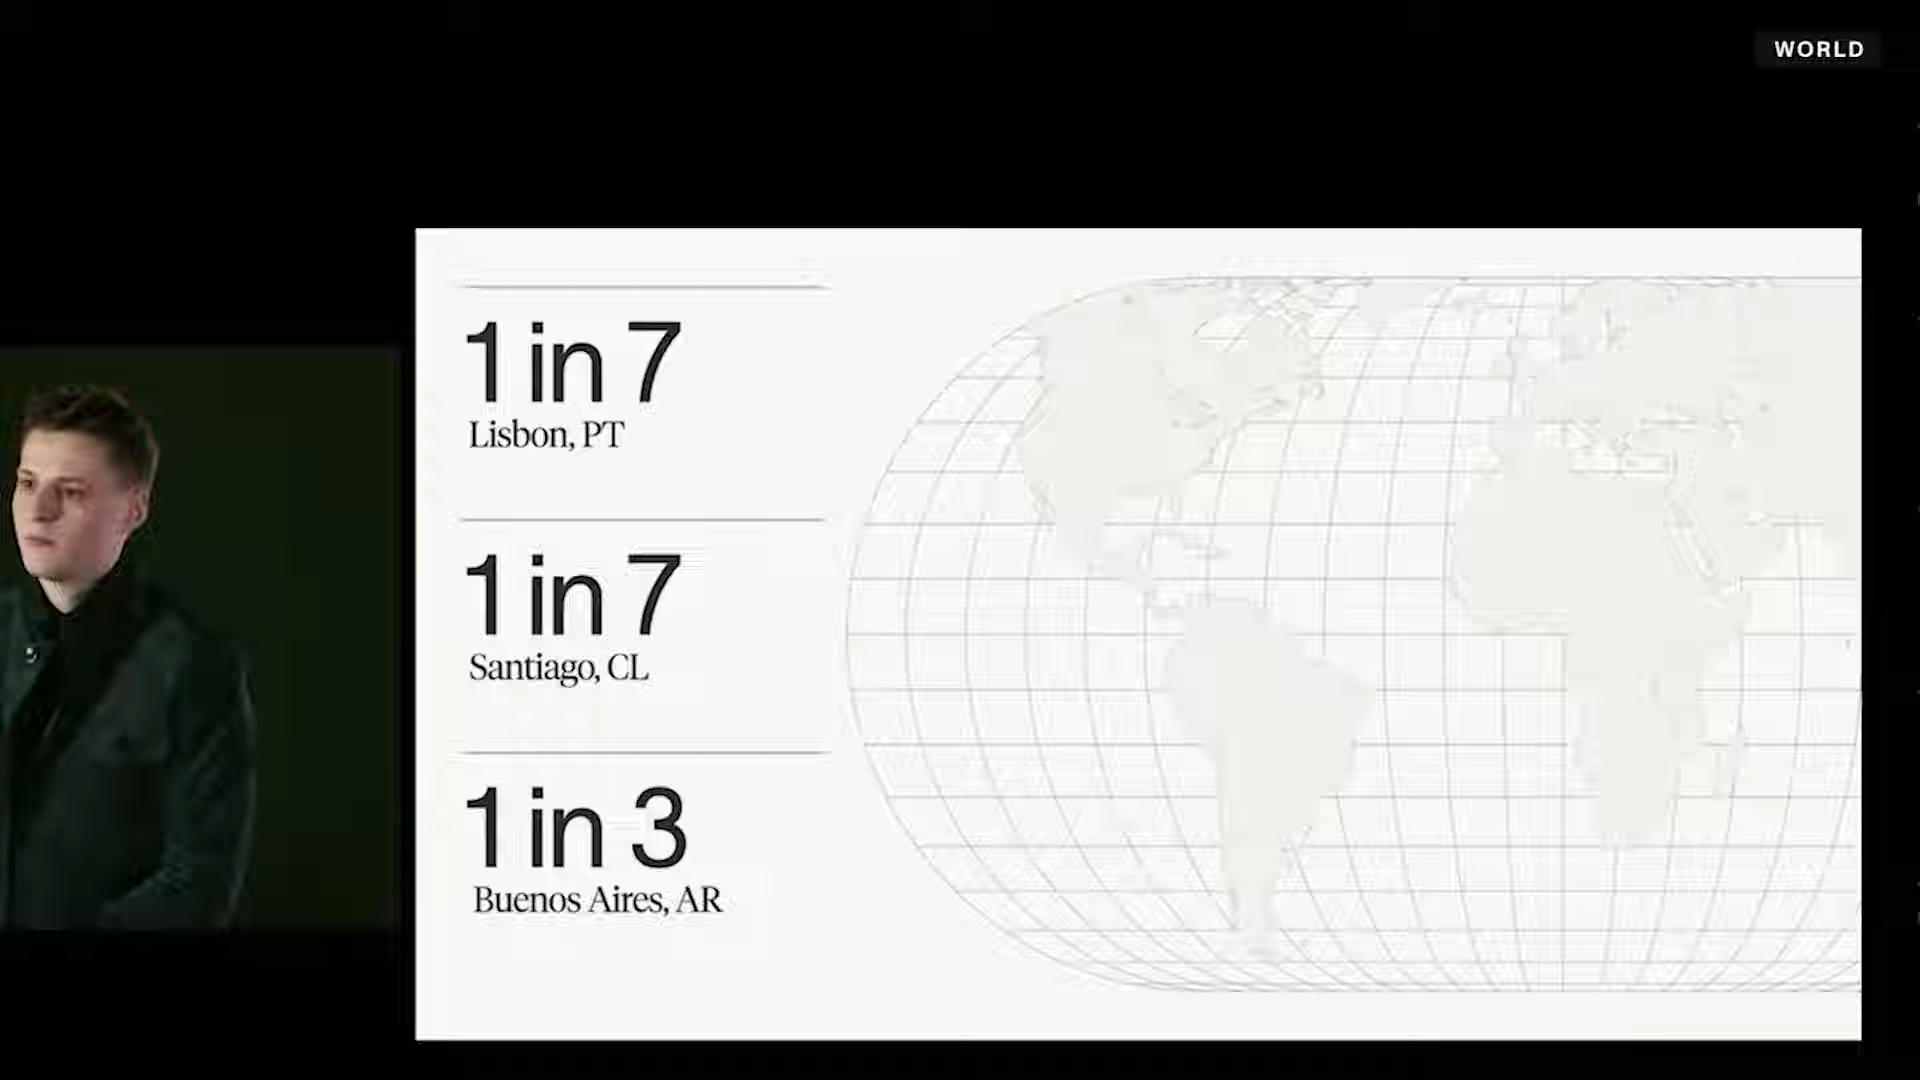 WORLD
1 in 7
Lisbon, PT
1 in 7
Santiago, CL
1 in 3
Buenos Aires, AR